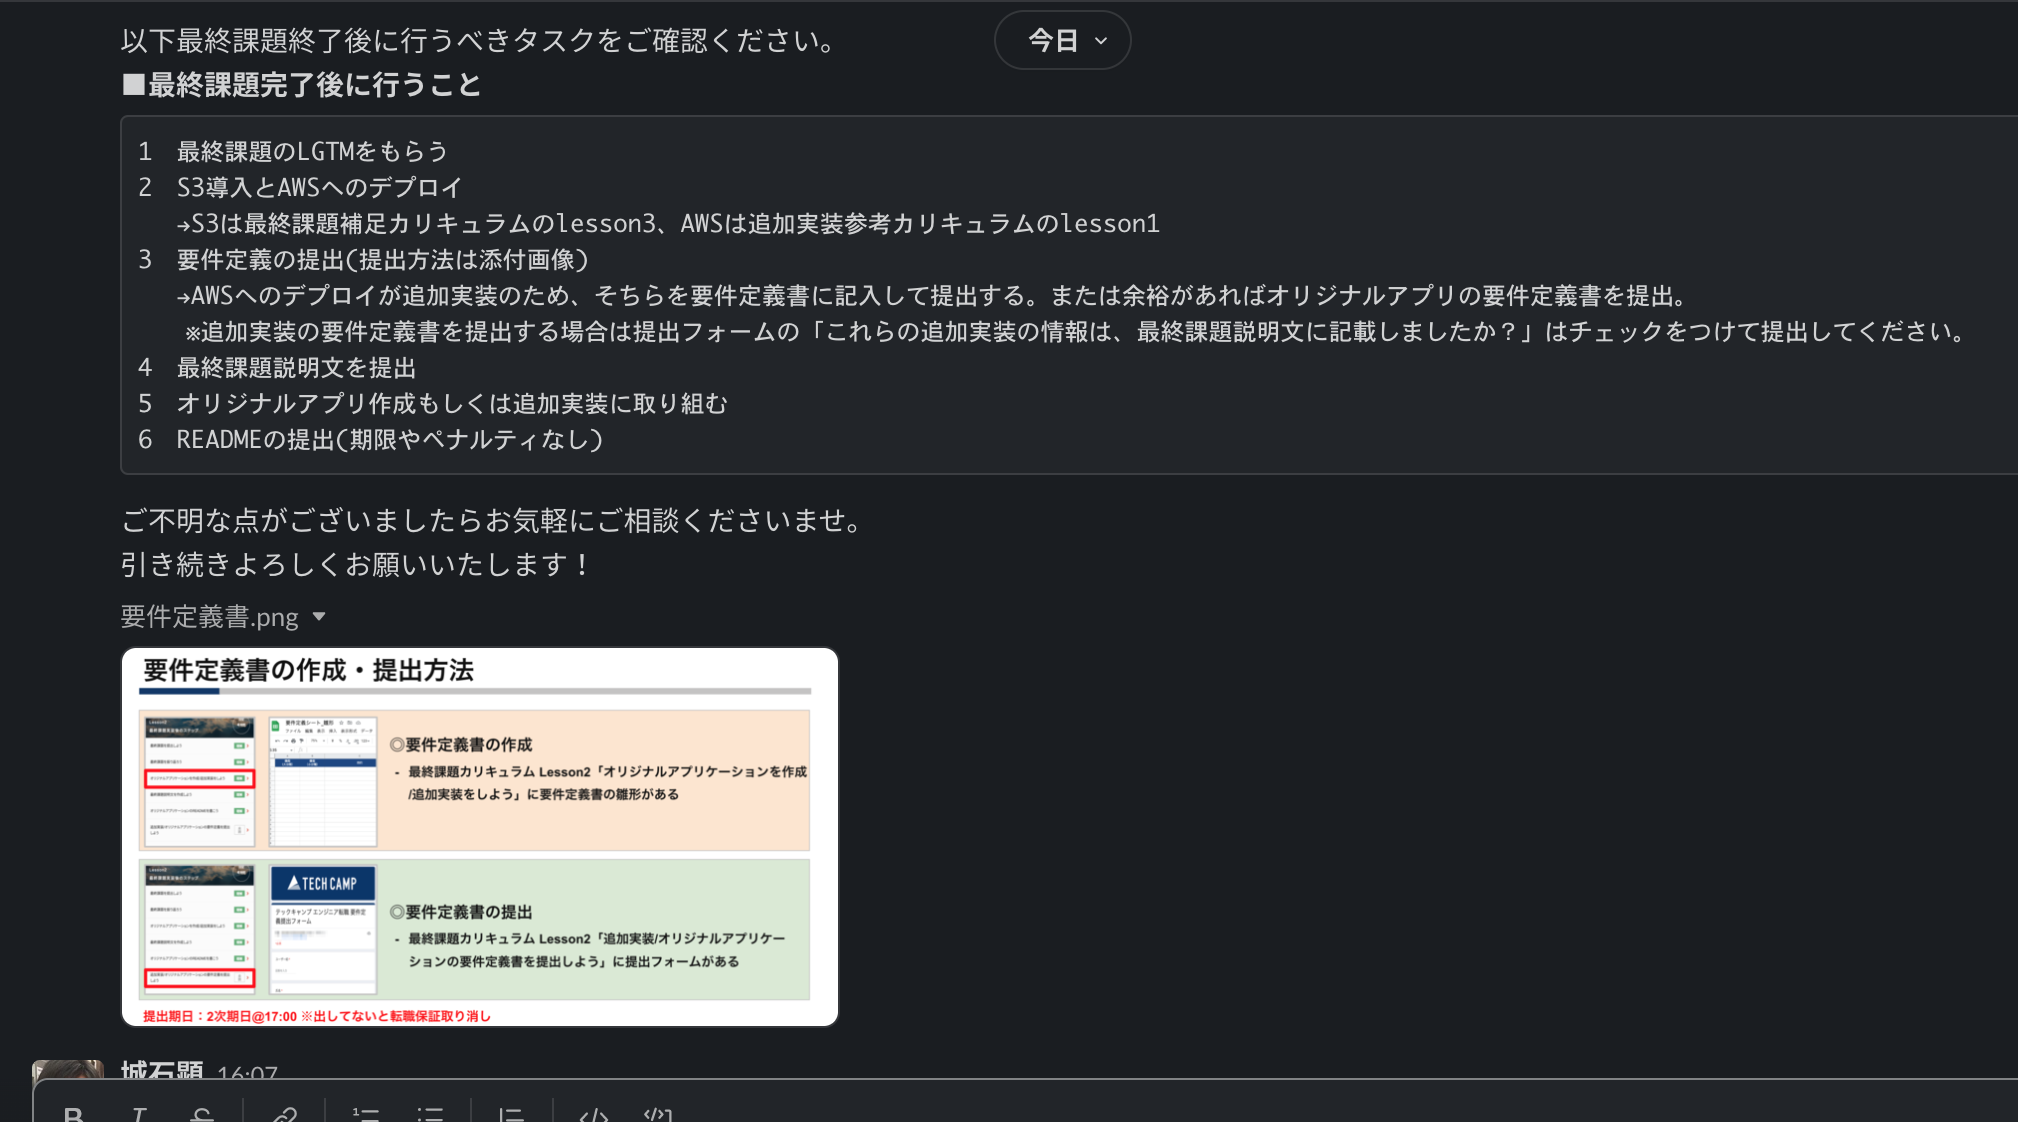 以下最終課題終了後に行うべきタスクをご確認ください。
今日
■最終課題完了後に行うこと
1 最終課題のLGTMをもらう
2 S3導入とAWSへのデプロイ
→S3は最終課題補足カリキュラムのlesson3、AWSは追加実装参考カリキュラムのlesson1
3 要件定義の提出(提出方法は添付画像)
→AWSへのデプロイが追加実装のため、そちらを要件定義書に記入して提出する。または余裕があればオリジナルアプリの要件定義書を提出。
※追加実装の要件定義書を提出する場合は提出フォームの「これらの追加実装の情報は、最終課題説明文に記載しましたか？」はチェックをつけて提出してください。
4 最終課題説明文を提出
5 オリジナルアプリ作成もしくは追加実装に取り組む
6 READMEの提出(期限やペナルティなし)
ご不明な点がございましたらお気軽にご相談くださいませ。
引き続きよろしくお願いいたします！
要件定義書.png
要件定義書の作成・提出方法
◎要件定義書の作成
- 最終課題カリキュラム Lesson2「オリジナルアプリケーションを作成
/追加実装をしよう」に要件定義書の雛形がある
TECH CAMP
テックキャンプ エンジニア転職 要件定
義提出フォーム
◎要件定義書の提出
- 最終課題カリキュラム Lesson2「追加実装/オリジナルアプリケー
ションの要件定義書を提出しよう」に提出フォームがある
提出期日：2次期日@17:00 ※出してないと転職保証取り消し
城石顕 16:07